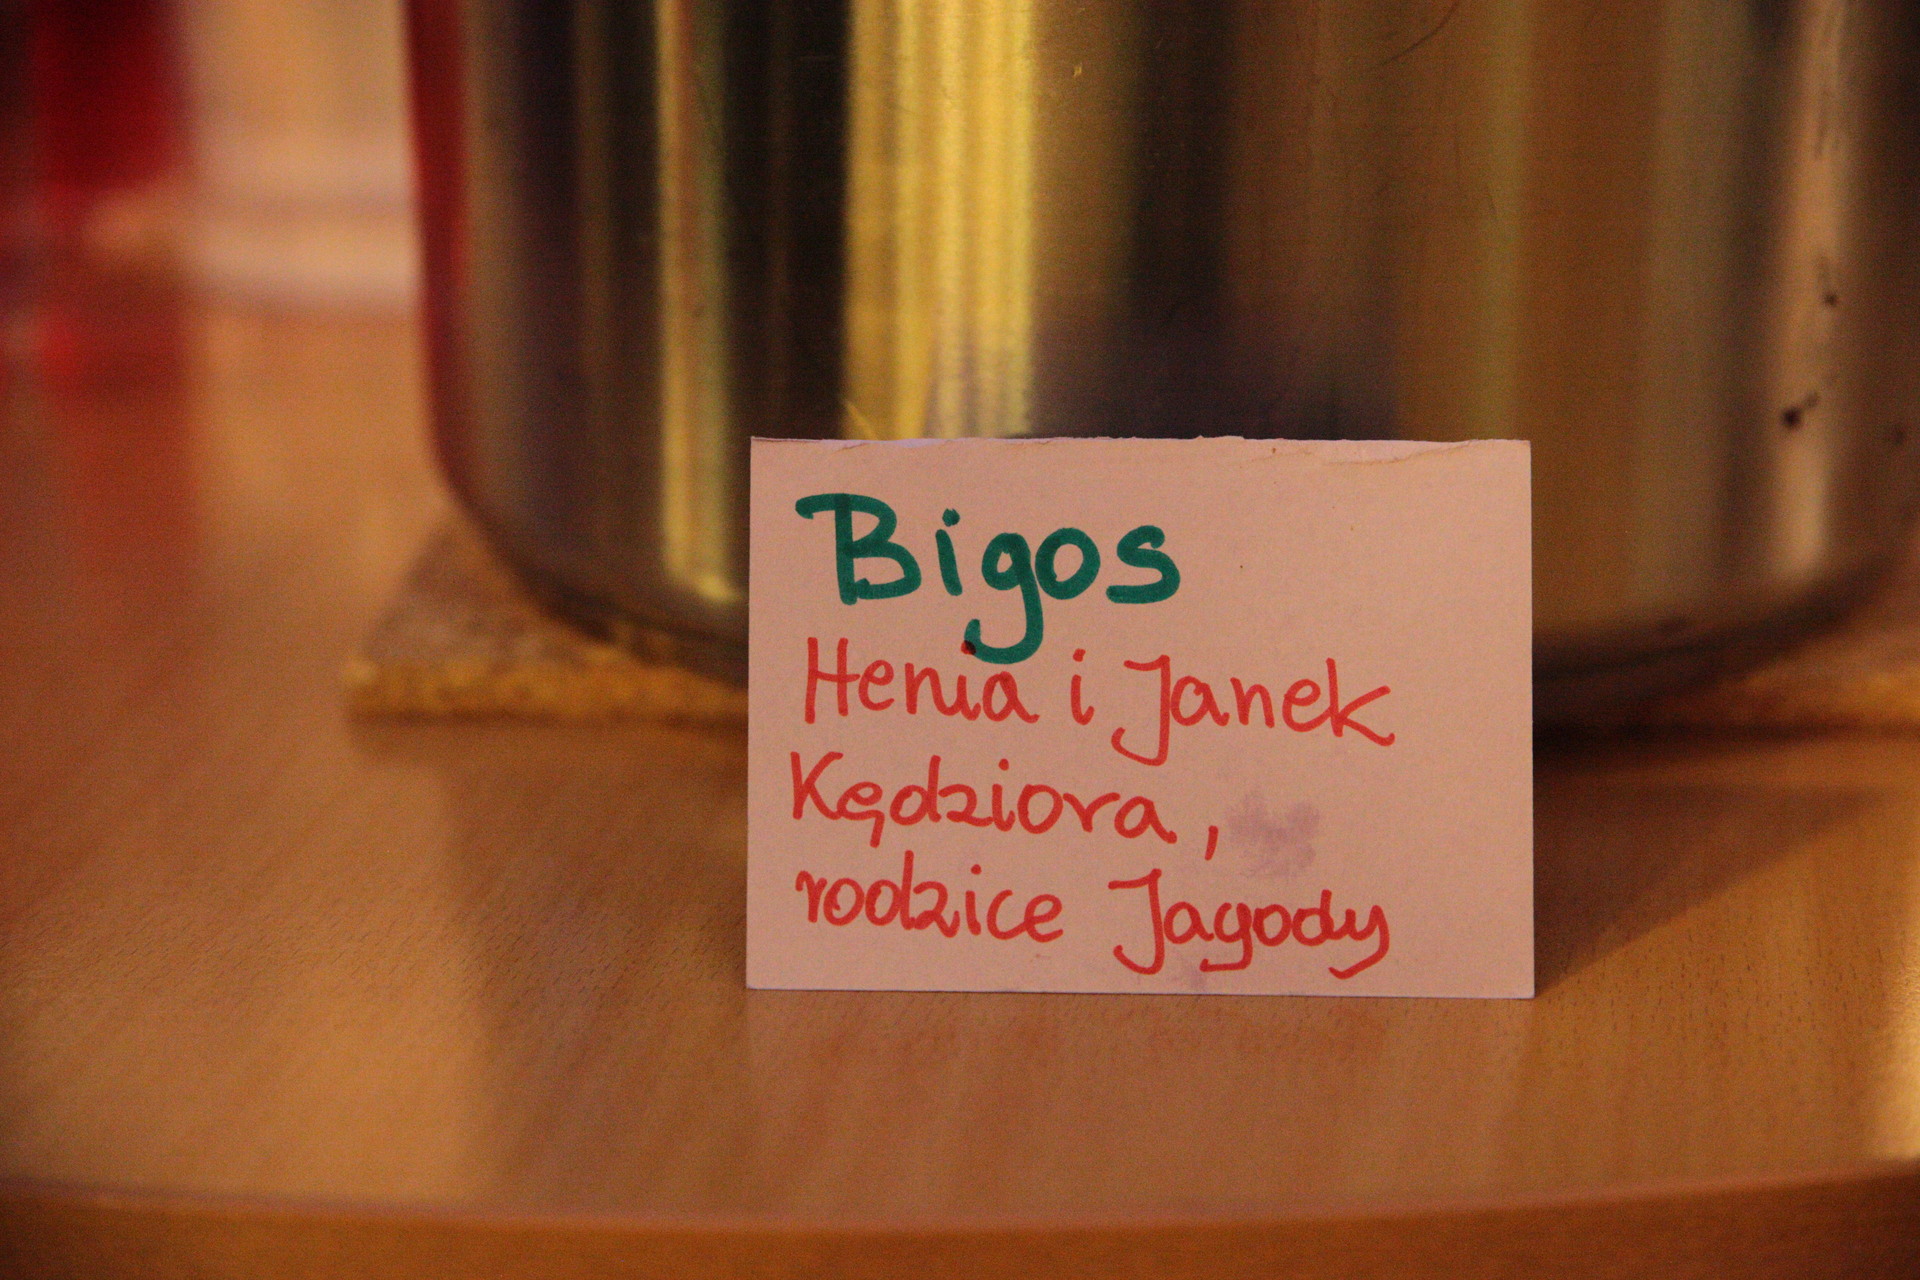 Bigos
Henia i Janek
Kędziora,
rodzice Jagody